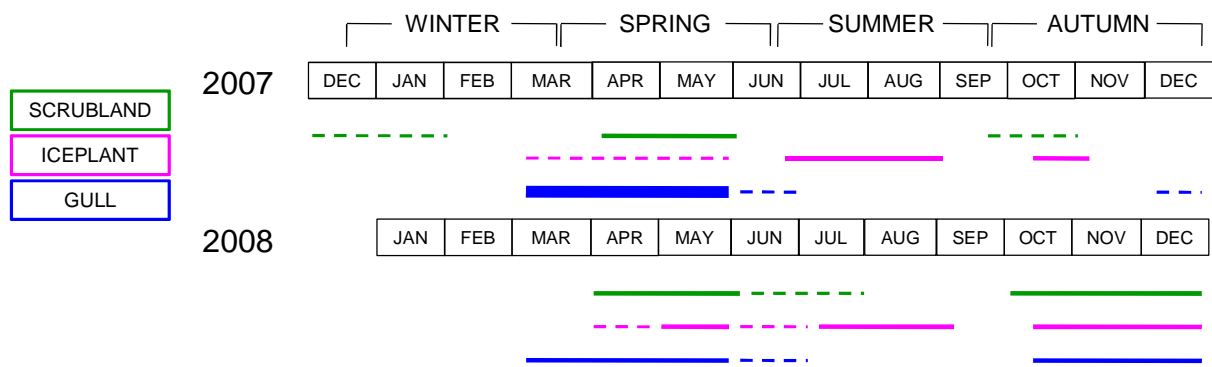 WINTER SPRING SUMMER AUTUMN
2007 DEC JAN FEB MAR APR MAY JUN JUL AUG SEP OCT NOV DEC
SCRUBLAND
ICEPLANT
GULL
2008 JAN FEB MAR APR MAY JUN JUL AUG SEP OCT NOV DEC